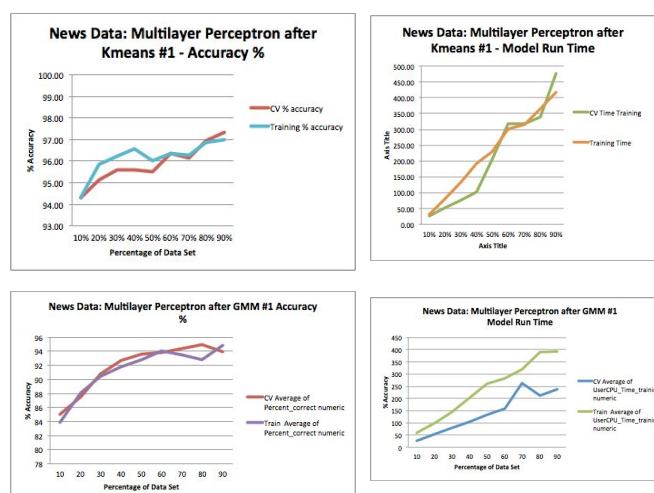 News Data: Multilayer Perceptron after
Kmeans #1 - Accuracy %
100.00
99.00
98.00
97.00
96.00
95.00
94.00
93.00
% Accuracy
10% 20% 30% 40% 50% 60% 70% 80% 90%
Percentage of Data Set
CV % accuracy
Training % accuracy
News Data: Multilayer Perceptron after
Kmeans #1 - Model Run Time
500.00
450.00
400.00
350.00
300.00
250.00
200.00
150.00
100.00
50.00
0.00
Axis Title
10% 20% 30% 40% 50% 60% 70% 80% 90%
Axis Title
CV Time Training
Training Time
News Data: Multilayer Perceptron after GMM #1 Accuracy
%
96
94
92
90
88
86
84
82
80
78
% Accuracy
10 20 30 40 50 60 70 80 90
Percentage of Data Set
CV Average of
Percent_correct numeric
Train Average of
Percent_correct numeric
News Data: Multilayer Perceptron after GMM #1
Model Run Time
450
400
350
300
250
200
150
100
50
0
% Accuracy
10 20 30 40 50 60 70 80 90
Percentage of Data Set
CV Average of
UserCPU_Time_traini
numeric
Train Average of
UserCPU_Time_traini
numeric